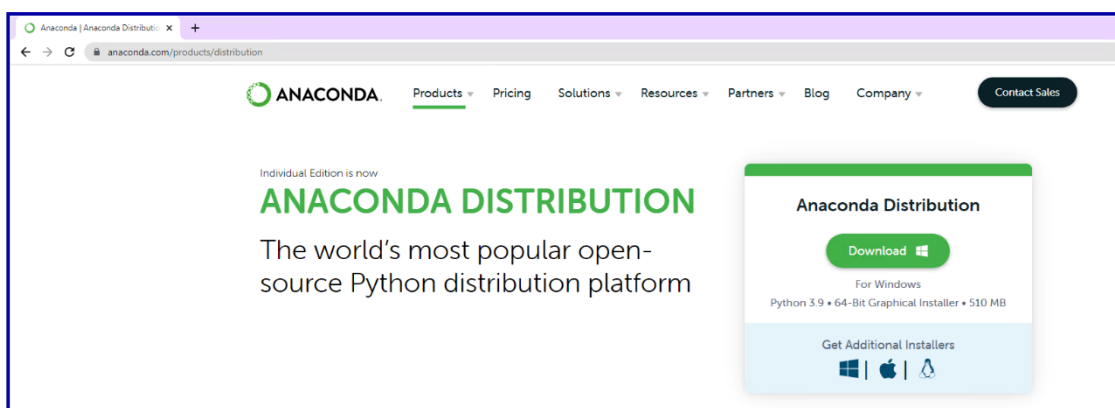 Anaconda | Anaconda Distributio
anaconda.com/products/distribution
ANACONDA.
Products
Pricing
Solutions
Resources
Partners
Blog
Company
Contact Sales
Individual Edition is now
ANACONDA DISTRIBUTION
The world's most popular open-
source Python distribution platform
Anaconda Distribution
Download
For Windows
Python 3.9 • 64-Bit Graphical Installer • 510 MB
Get Additional Installers